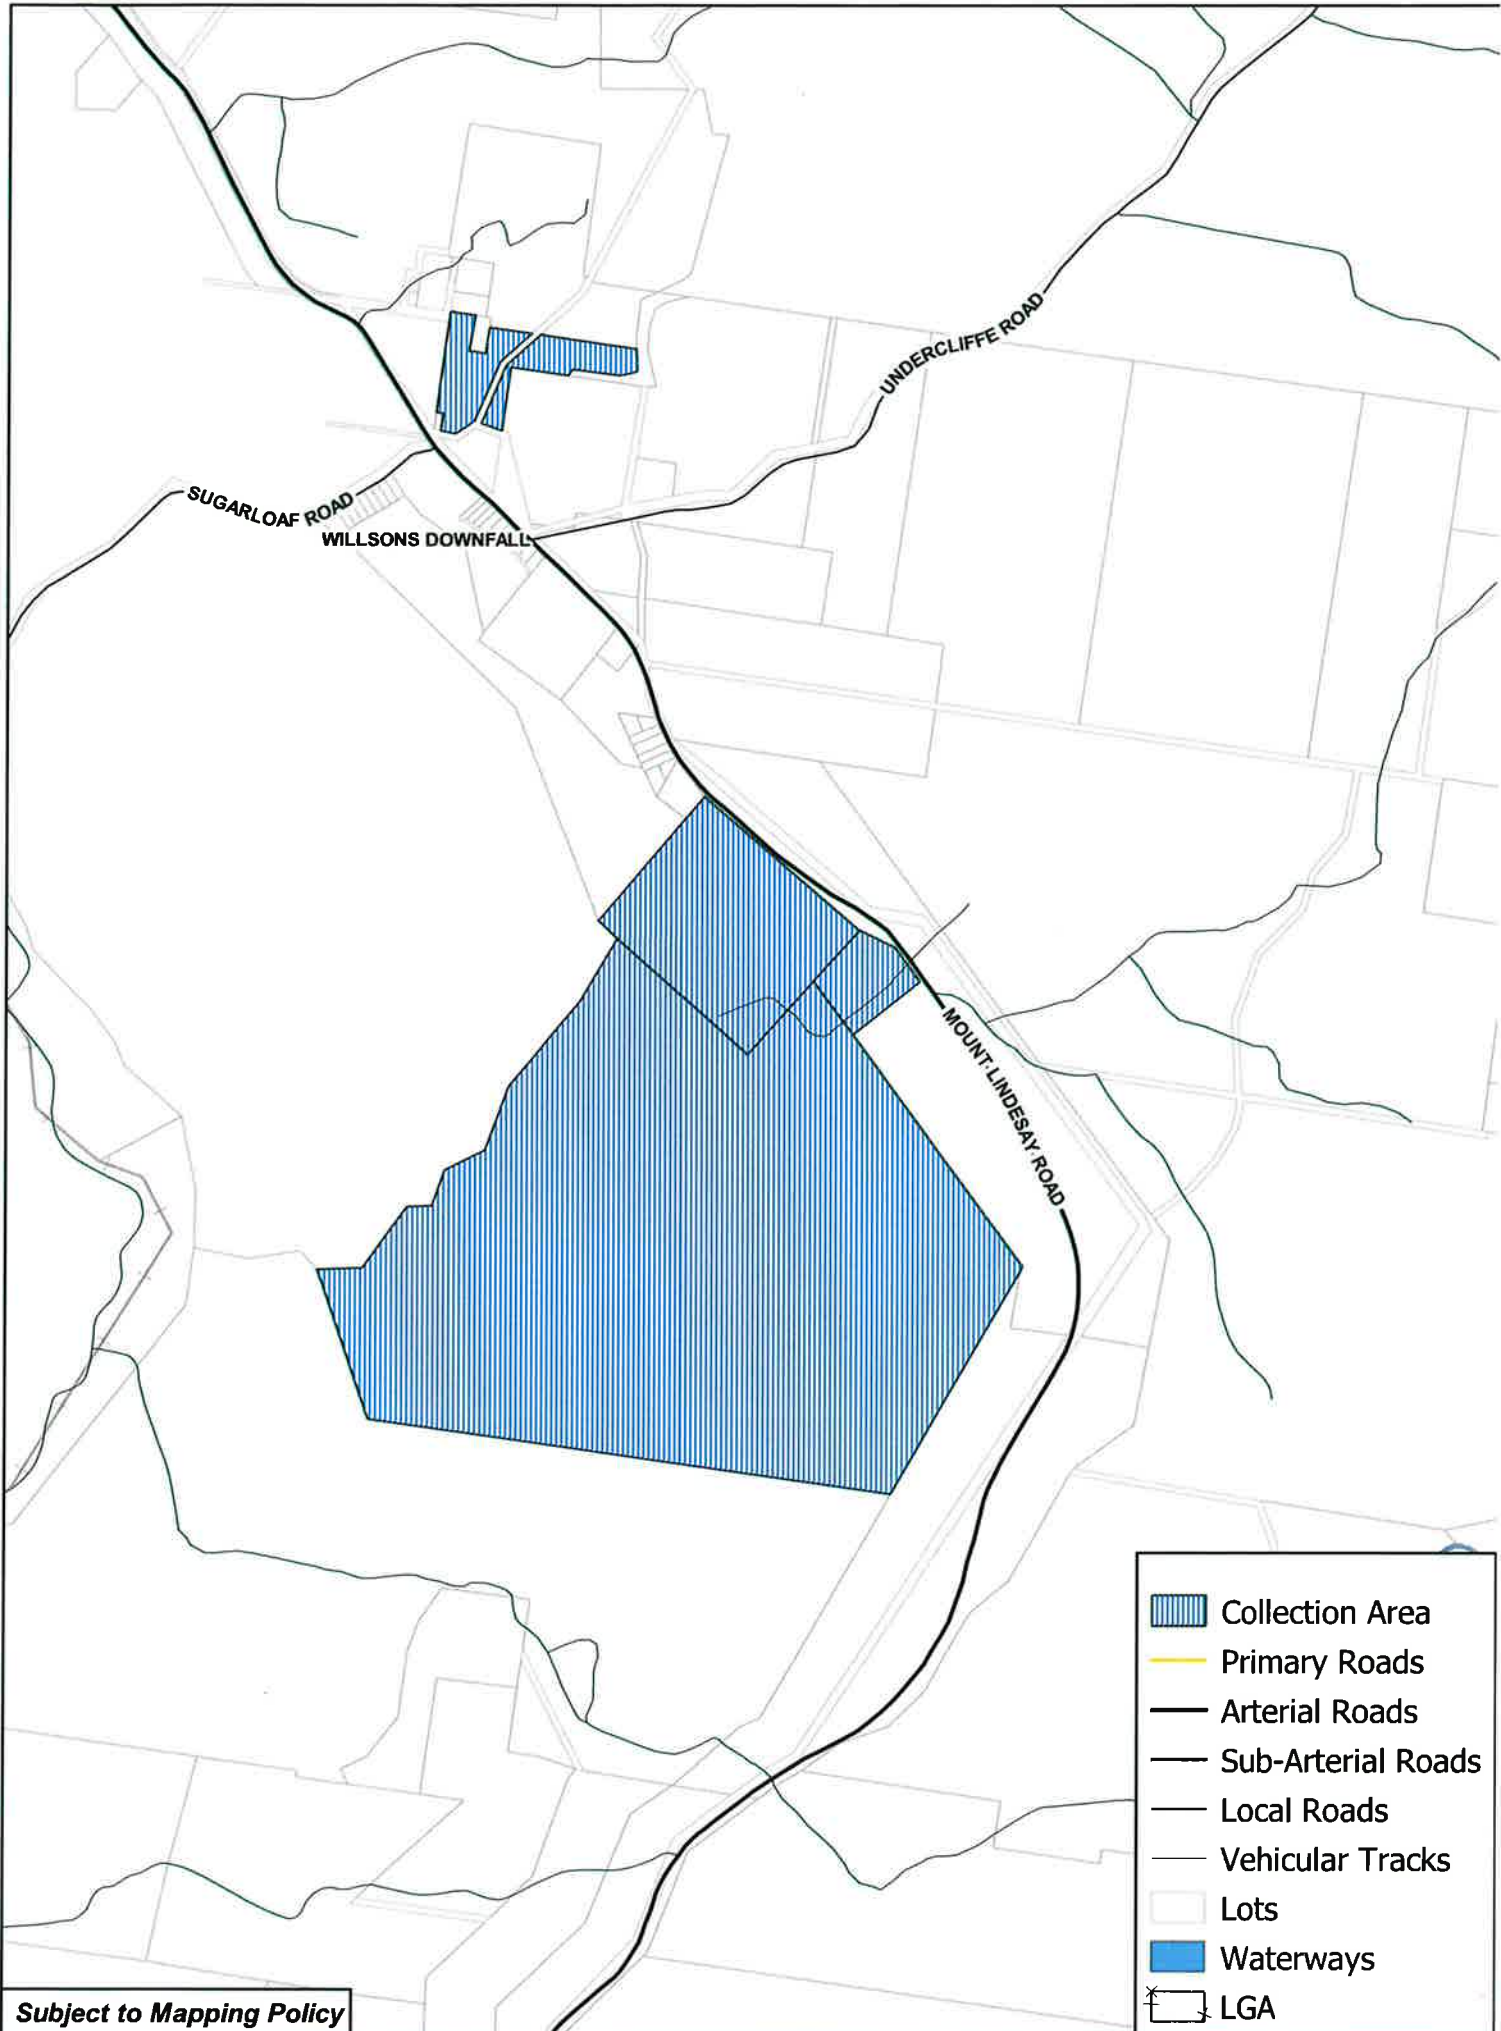 UNDERCLIFFE ROAD
SUGARLOAF ROAD
WILLSONS DOWNFALL
MOUNT LINDESAY ROAD
Collection Area
Primary Roads
Arterial Roads
Sub-Arterial Roads
Local Roads
Vehicular Tracks
Lots
Waterways
LGA
Subject to Mapping Policy